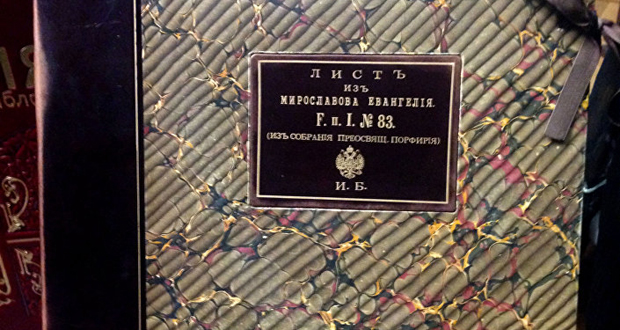 ЛИСТЪ
ИЗЪ
МИРОСЛАВОВА ЕВАНГЕЛІЯ.
F. п. I. № 83.
(ИЗЪ СОБРАНІЯ ПРЕОСВЯЩ. ПОРФИРІЯ)
И. Б.